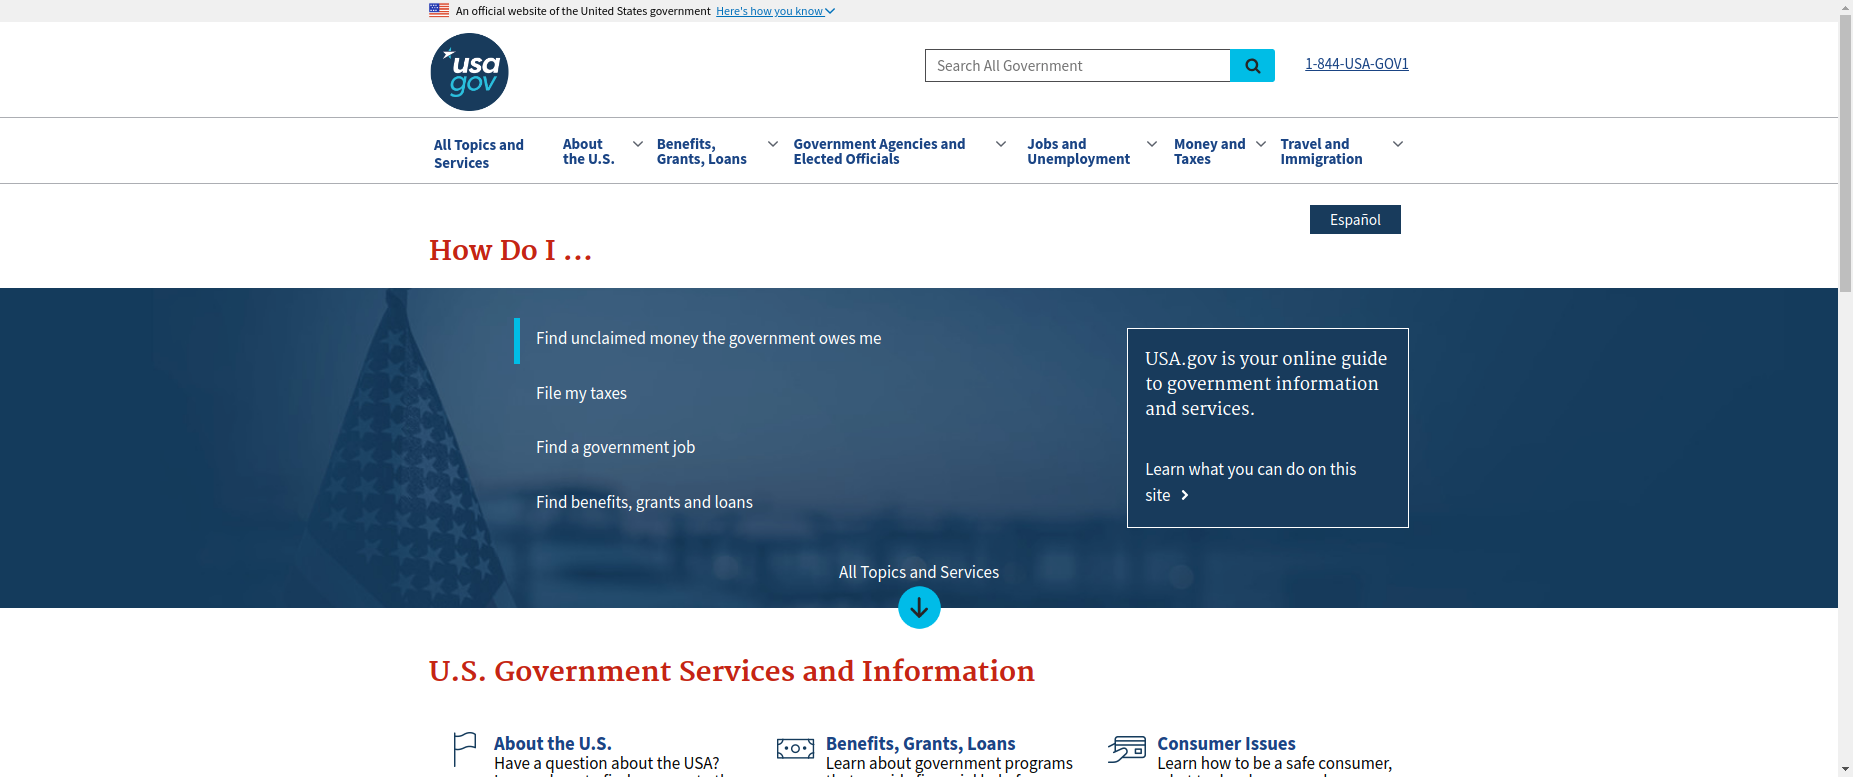 An official website of the United States government Here's how you know
usa
gov
Search All Government
1-844-USA-GOV1
All Topics and
Services
About
the U.S.
Benefits,
Grants, Loans
Government Agencies and
Elected Officials
Jobs and
Unemployment
Money and
Taxes
Travel and
Immigration
Español
How Do I ...
Find unclaimed money the government owes me
File my taxes
Find a government job
Find benefits, grants and loans
USA.gov is your online guide
to government information
and services.
Learn what you can do on this
site
All Topics and Services
U.S. Government Services and Information
About the U.S.
Have a question about the USA?
Benefits, Grants, Loans
Learn about government programs
Consumer Issues
Learn how to be a safe consumer,